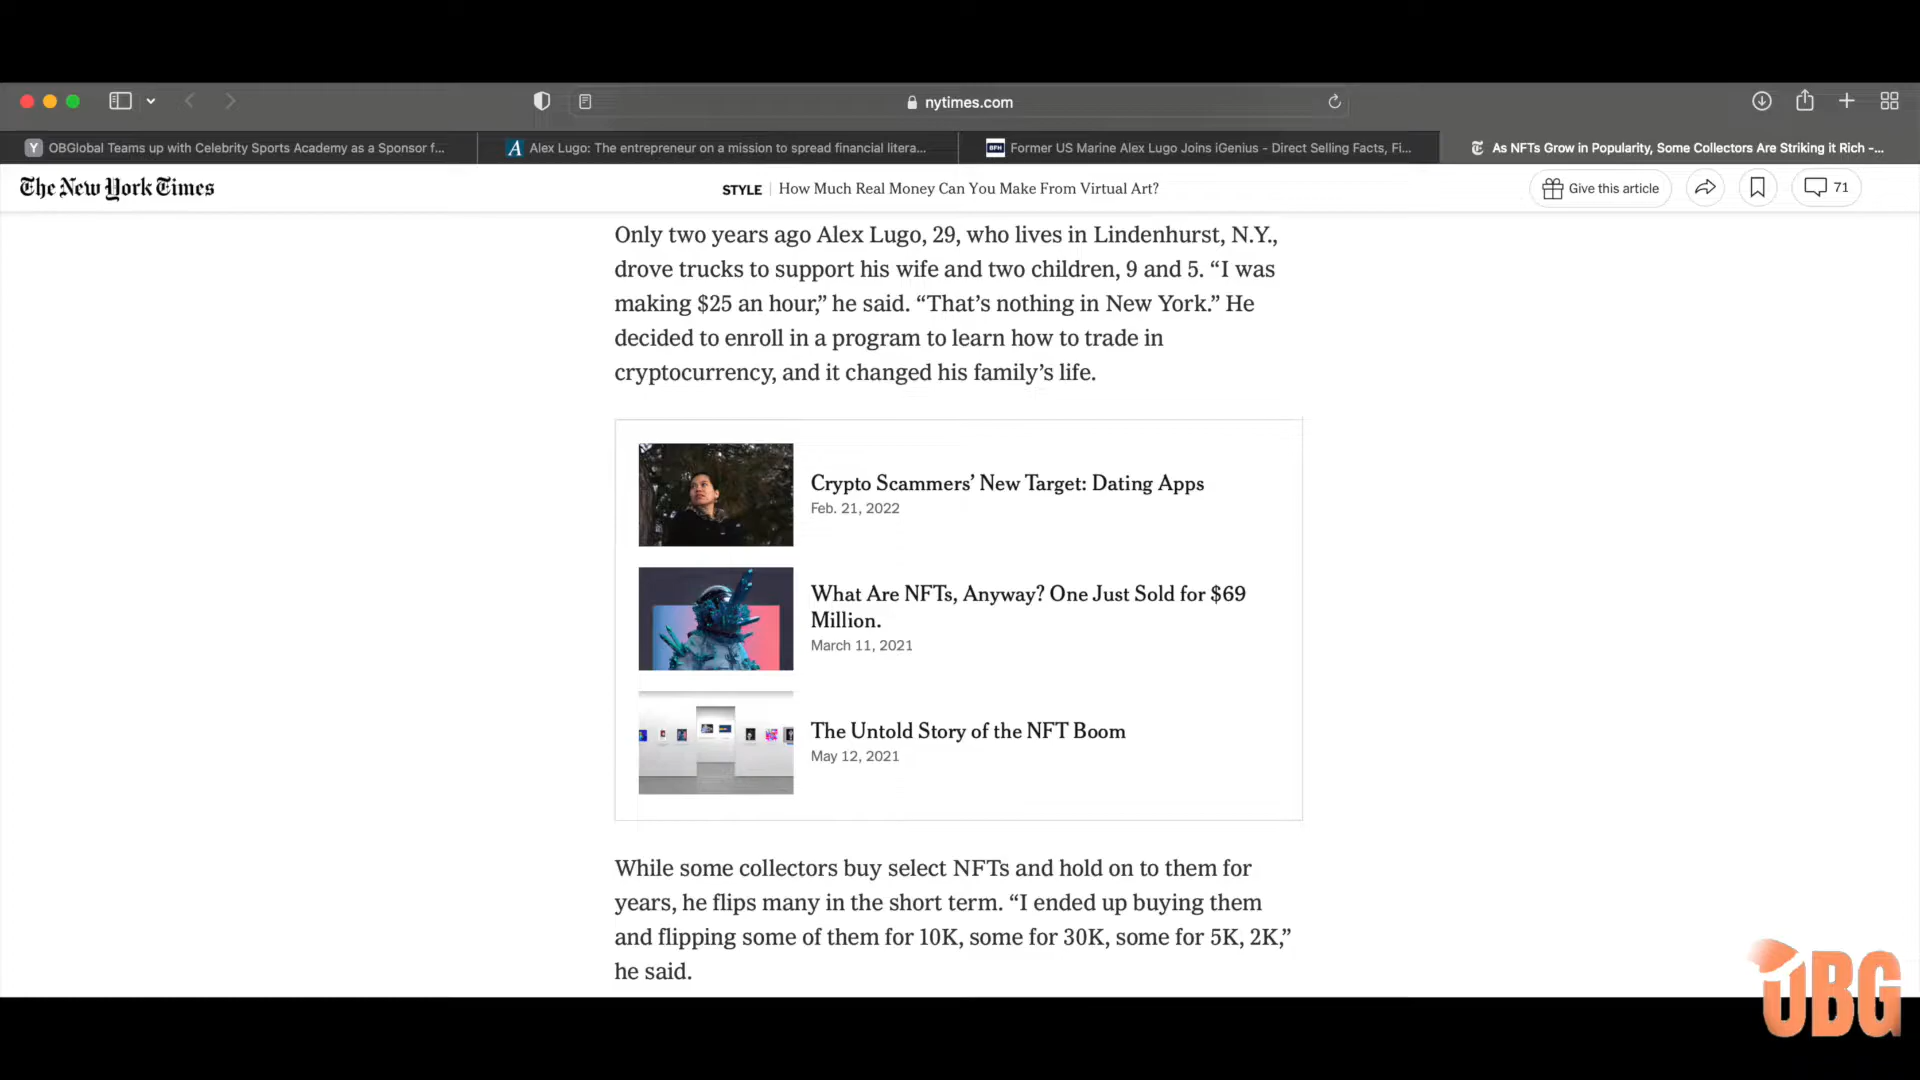 nytimes.com
Y OBGlobal Teams up with Celebrity Sports Academy as a Sponsor f...
A Alex Lugo: The entrepreneur on a mission to spread financial litera...
BFH Former US Marine Alex Lugo Joins iGenius - Direct Selling Facts, Fi...
As NFTs Grow in Popularity, Some Collectors Are Striking it Rich -...
The New York Times
STYLE | How Much Real Money Can You Make From Virtual Art?
Give this article
71
Only two years ago Alex Lugo, 29, who lives in Lindenhurst, N.Y.,
drove trucks to support his wife and two children, 9 and 5. “I was
making $25 an hour,” he said. “That’s nothing in New York.” He
decided to enroll in a program to learn how to trade in
cryptocurrency, and it changed his family’s life.
Crypto Scammers’ New Target: Dating Apps
Feb. 21, 2022
What Are NFTs, Anyway? One Just Sold for $69
Million.
March 11, 2021
The Untold Story of the NFT Boom
May 12, 2021
While some collectors buy select NFTs and hold on to them for
years, he flips many in the short term. “I ended up buying them
and flipping some of them for 10K, some for 30K, some for 5K, 2K,”
he said.
OBG